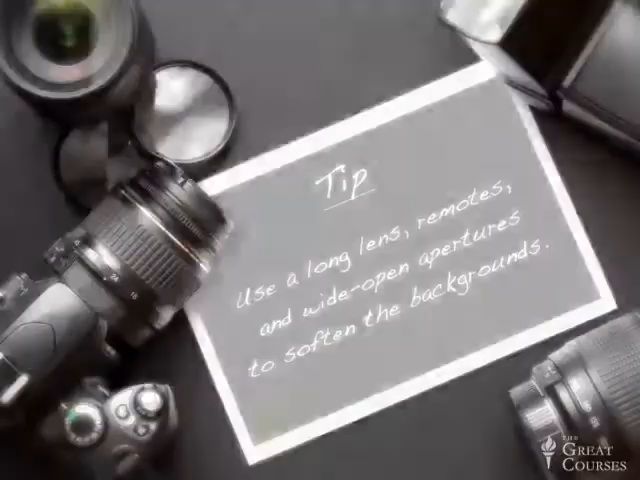 Tip
Use a long lens, remotes,
and wide-open apertures
to soften the backgrounds.
THE
GREAT
COURSES